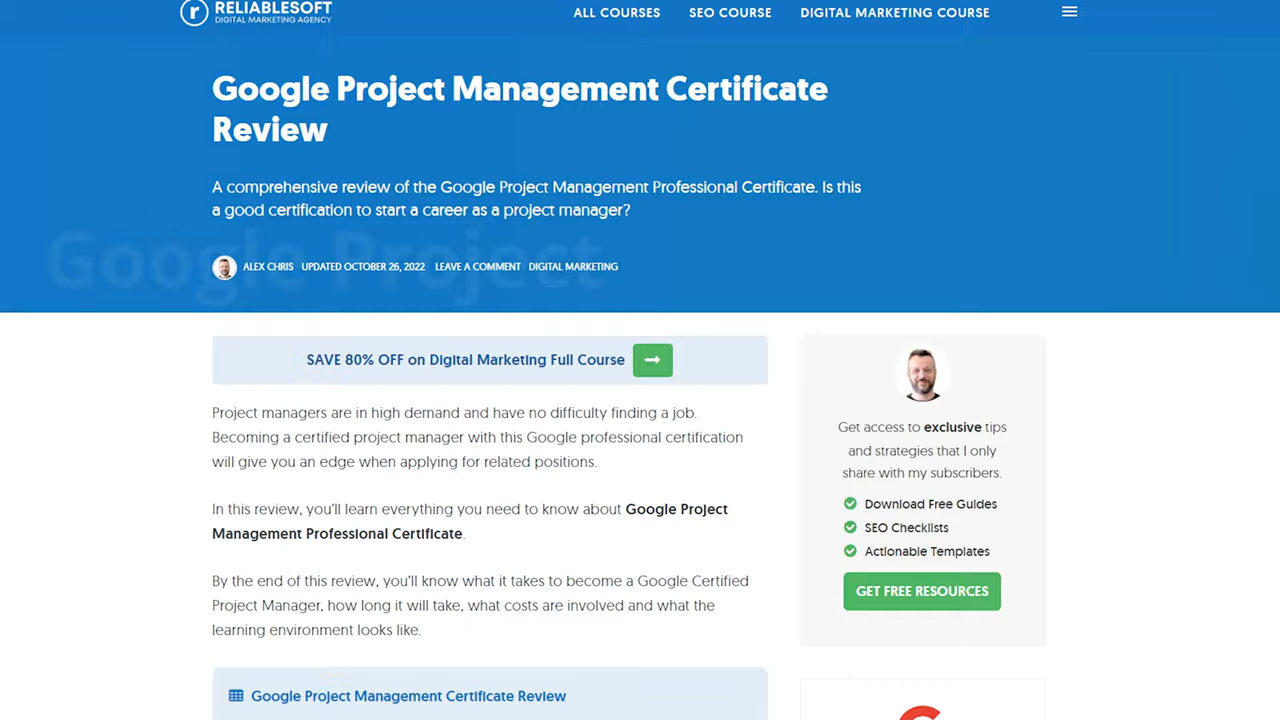 RELIABLESOFT
DIGITAL MARKETING AGENCY
ALL COURSES SEO COURSE DIGITAL MARKETING COURSE
Google Project Management Certificate
Review
A comprehensive review of the Google Project Management Professional Certificate. Is this
a good certification to start a career as a project manager?
Google Project
ALEX CHRIS UPDATED OCTOBER 26, 2022 LEAVE A COMMENT DIGITAL MARKETING
SAVE 80% OFF on Digital Marketing Full Course
Project managers are in high demand and have no difficulty finding a job.
Becoming a certified project manager with this Google professional certification
will give you an edge when applying for related positions.
In this review, you'll learn everything you need to know about Google Project
Management Professional Certificate.
By the end of this review, you'll know what it takes to become a Google Certified
Project Manager, how long it will take, what costs are involved and what the
learning environment looks like.
Google Project Management Certificate Review
Get access to exclusive tips
and strategies that I only
share with my subscribers.
Download Free Guides
SEO Checklists
Actionable Templates
GET FREE RESOURCES